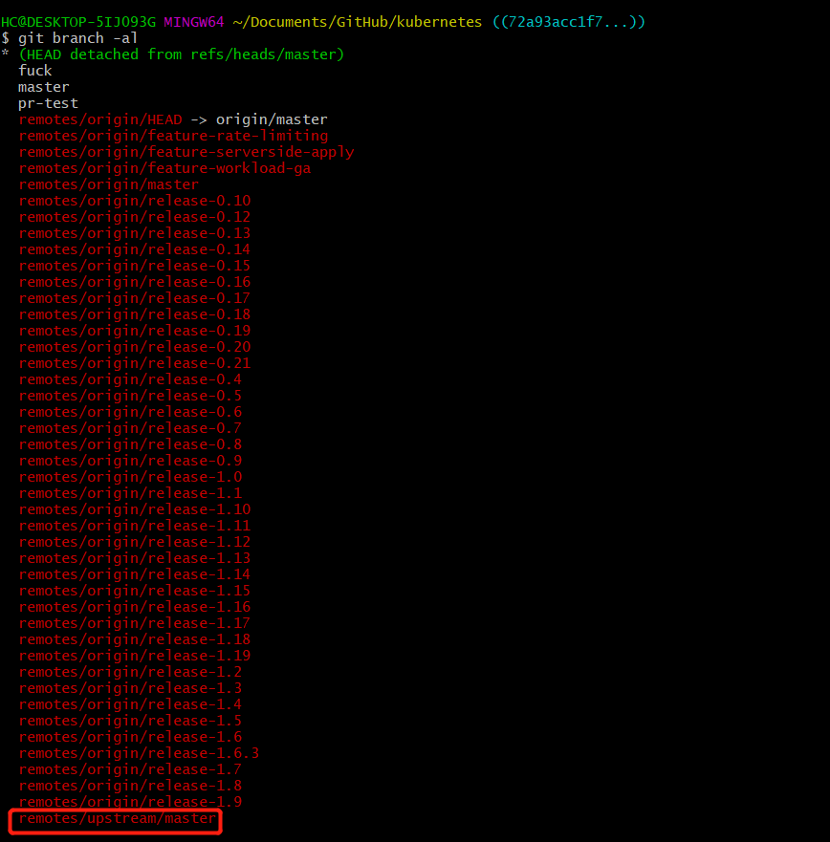 HC@DESKTOP-5IJO93G MINGW64 ~/Documents/GitHub/kubernetes ((72a93acc1f7...))
$ git branch -al
* (HEAD detached from refs/heads/master)
fuck
master
pr-test
remotes/origin/HEAD -> origin/master
remotes/origin/feature-rate-limiting
remotes/origin/feature-serverside-apply
remotes/origin/feature-workload-ga
remotes/origin/master
remotes/origin/release-0.10
remotes/origin/release-0.12
remotes/origin/release-0.13
remotes/origin/release-0.14
remotes/origin/release-0.15
remotes/origin/release-0.16
remotes/origin/release-0.17
remotes/origin/release-0.18
remotes/origin/release-0.19
remotes/origin/release-0.20
remotes/origin/release-0.21
remotes/origin/release-0.4
remotes/origin/release-0.5
remotes/origin/release-0.6
remotes/origin/release-0.7
remotes/origin/release-0.8
remotes/origin/release-0.9
remotes/origin/release-1.0
remotes/origin/release-1.1
remotes/origin/release-1.10
remotes/origin/release-1.11
remotes/origin/release-1.12
remotes/origin/release-1.13
remotes/origin/release-1.14
remotes/origin/release-1.15
remotes/origin/release-1.16
remotes/origin/release-1.17
remotes/origin/release-1.18
remotes/origin/release-1.19
remotes/origin/release-1.2
remotes/origin/release-1.3
remotes/origin/release-1.4
remotes/origin/release-1.5
remotes/origin/release-1.6
remotes/origin/release-1.6.3
remotes/origin/release-1.7
remotes/origin/release-1.8
remotes/origin/release-1.9
remotes/upstream/master